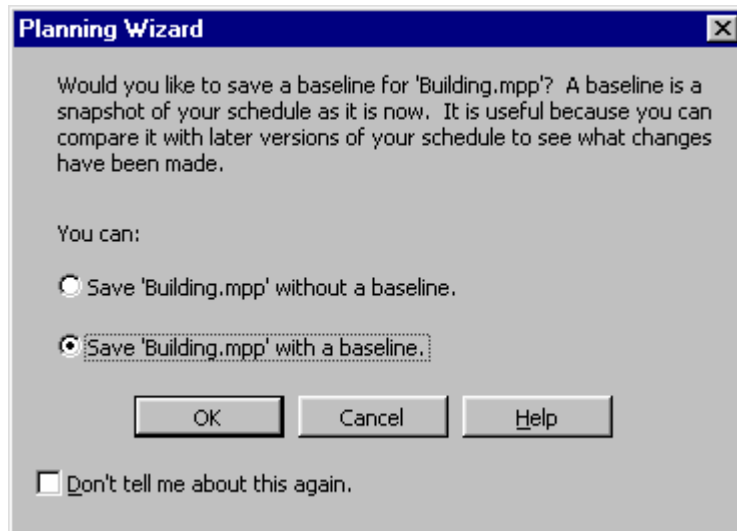 Planning Wizard
Would you like to save a baseline for 'Building.mpp'?  A baseline is a
snapshot of your schedule as it is now.  It is useful because you can
compare it with later versions of your schedule to see what changes
have been made.
You can:
Save 'Building.mpp' without a baseline.
Save 'Building.mpp' with a baseline.
OK Cancel Help
Don't tell me about this again.